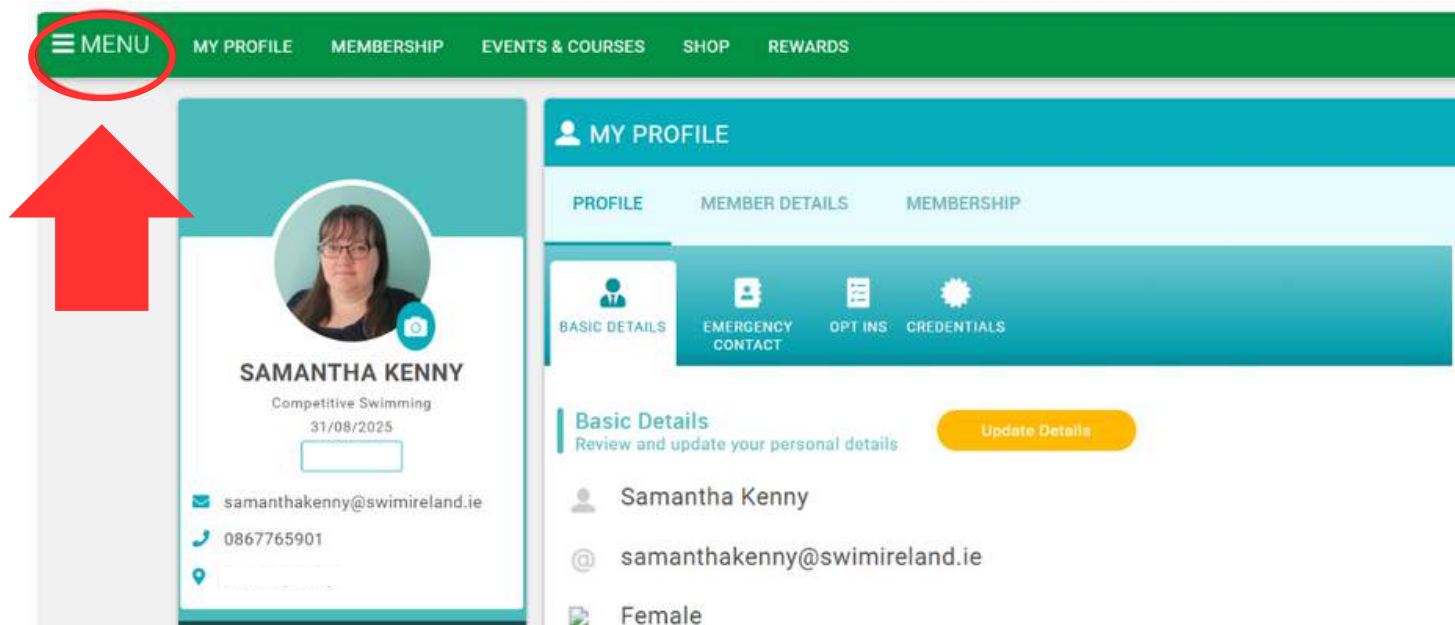 MENU MY PROFILE MEMBERSHIP EVENTS & COURSES SHOP REWARDS
MY PROFILE
PROFILE MEMBER DETAILS MEMBERSHIP
BASIC DETAILS
EMERGENCY
CONTACT
OPT INS
CREDENTIALS
SAMANTHA KENNY
Competitive Swimming
31/08/2025
samanthakenny@swimireland.ie
0867765901
Basic Details
Review and update your personal details
Update Details
Samantha Kenny
@
samanthakenny@swimireland.ie
Female